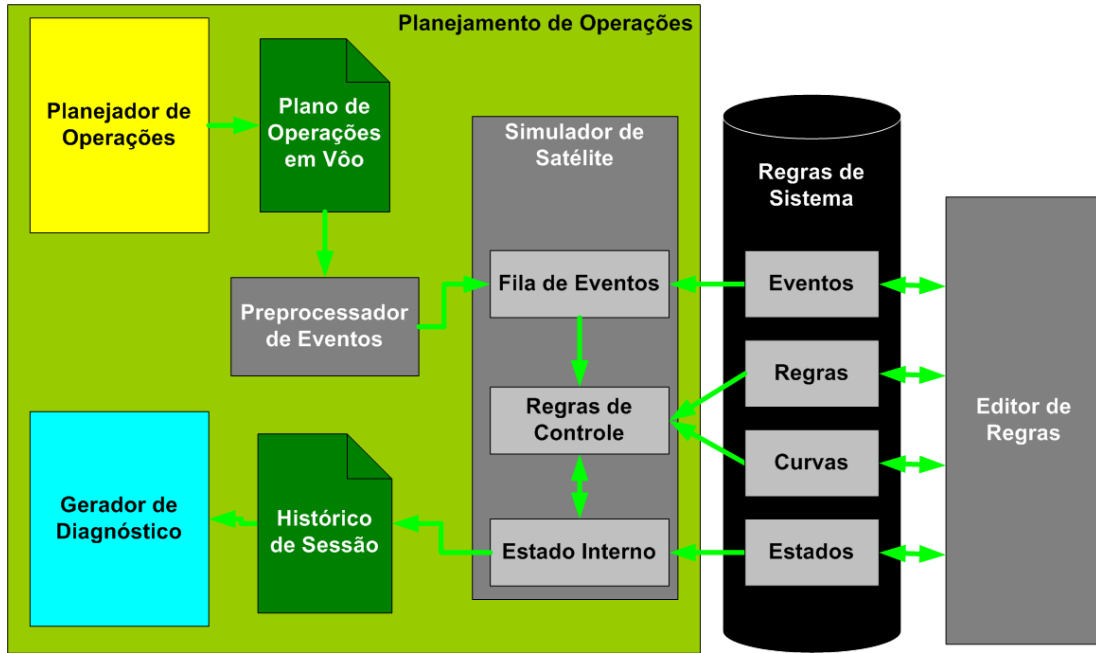 Planejamento de Operações
Planejador de
Operações
Plano de
Operações
em Vôo
Simulador de
Satélite
Regras de
Sistema
Fila de Eventos
Eventos
Preprocessador
de Eventos
Regras
Regras de
Controle
Editor de
Regras
Curvas
Gerador de
Diagnóstico
Histórico
de Sessão
Estado Interno
Estados